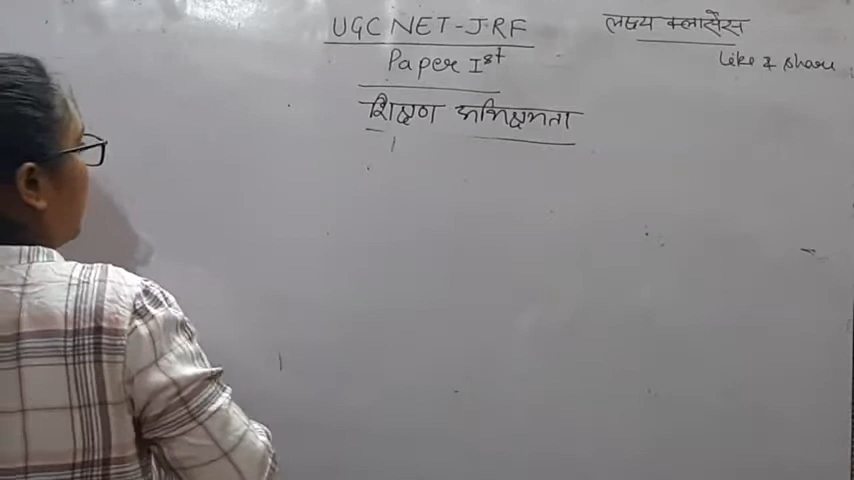 UGC NET-JRF
Paper Ist
शिक्षण अभिक्षमता
लक्ष्य क्लासेस
Like & share